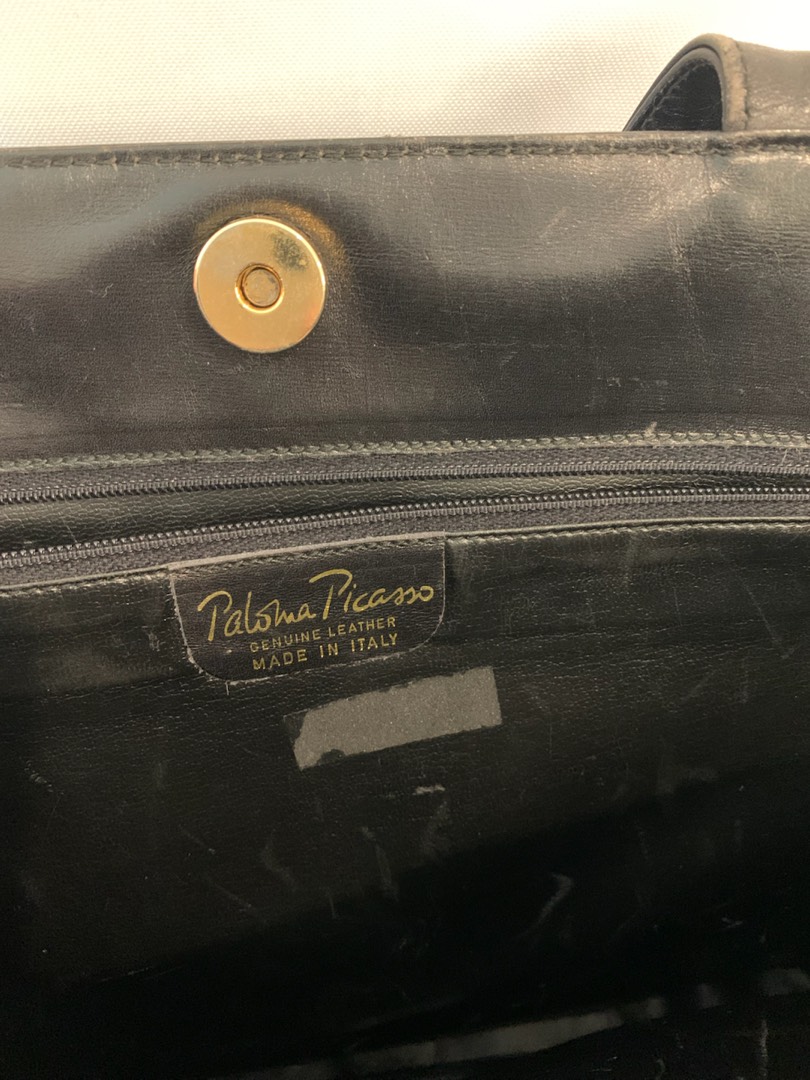 Paloma Picasso
GENUINE LEATHER
MADE IN ITALY